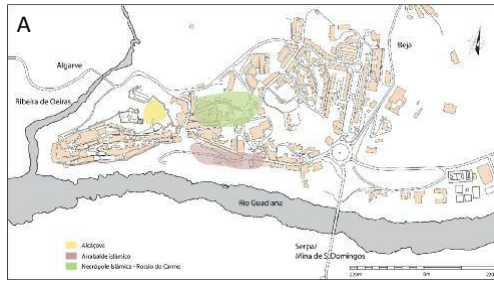 A
Algarve
Beja
Ribeira de Oeiras
Rio Guadiana
Serpa/
Mina de S. Domingos
Alcáçova
Arrabalde islâmico
Necrópole Islâmica - Rossio do Carmo
0m